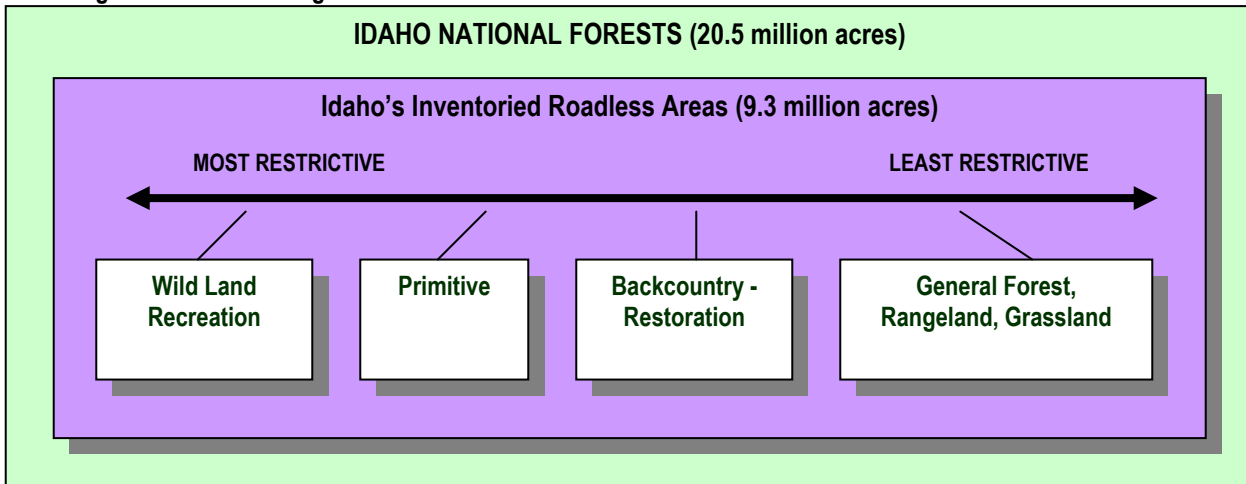 IDAHO NATIONAL FORESTS (20.5 million acres)
Idaho’s Inventoried Roadless Areas (9.3 million acres)
MOST RESTRICTIVE
LEAST RESTRICTIVE
Wild Land
Recreation
Primitive
Backcountry -
Restoration
General Forest,
Rangeland, Grassland